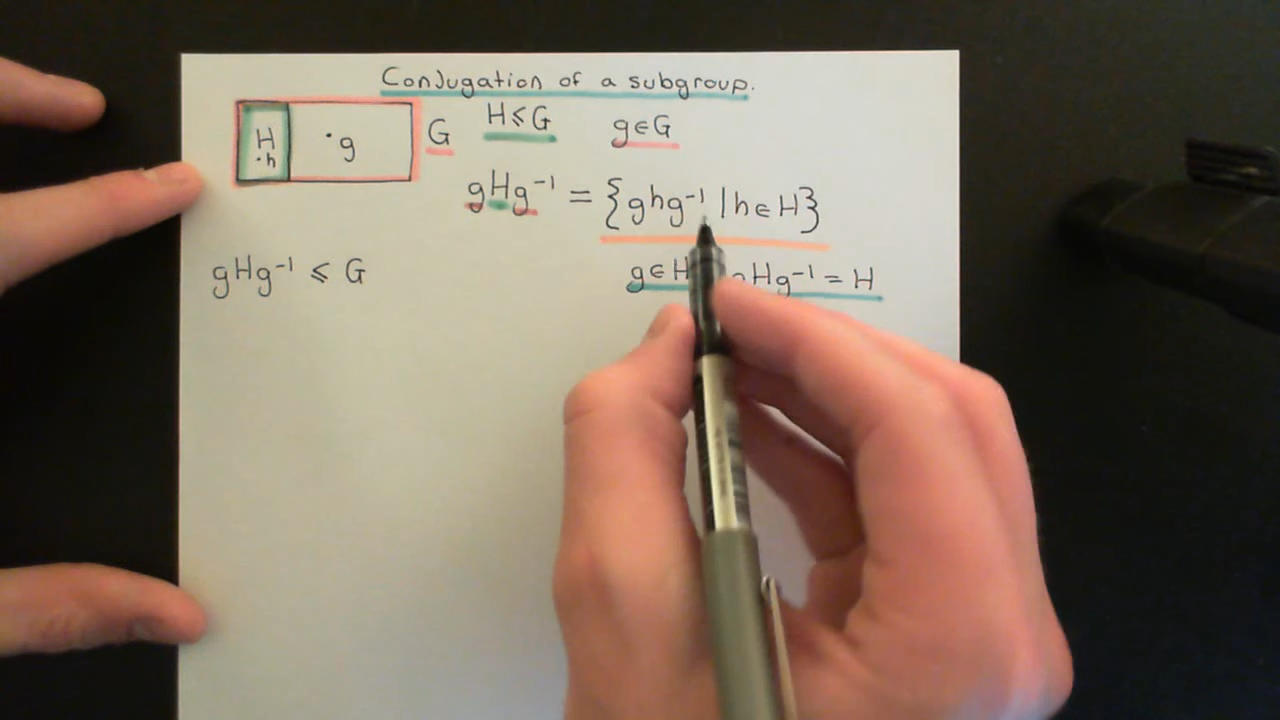 Conjugation of a subgroup.
H ≤ G
g ∈ G
H
·h
·g
G
gHg⁻¹ = {ghg⁻¹ | h ∈ H}
gHg⁻¹ ≤ G
g ∈ H Hg⁻¹ = H